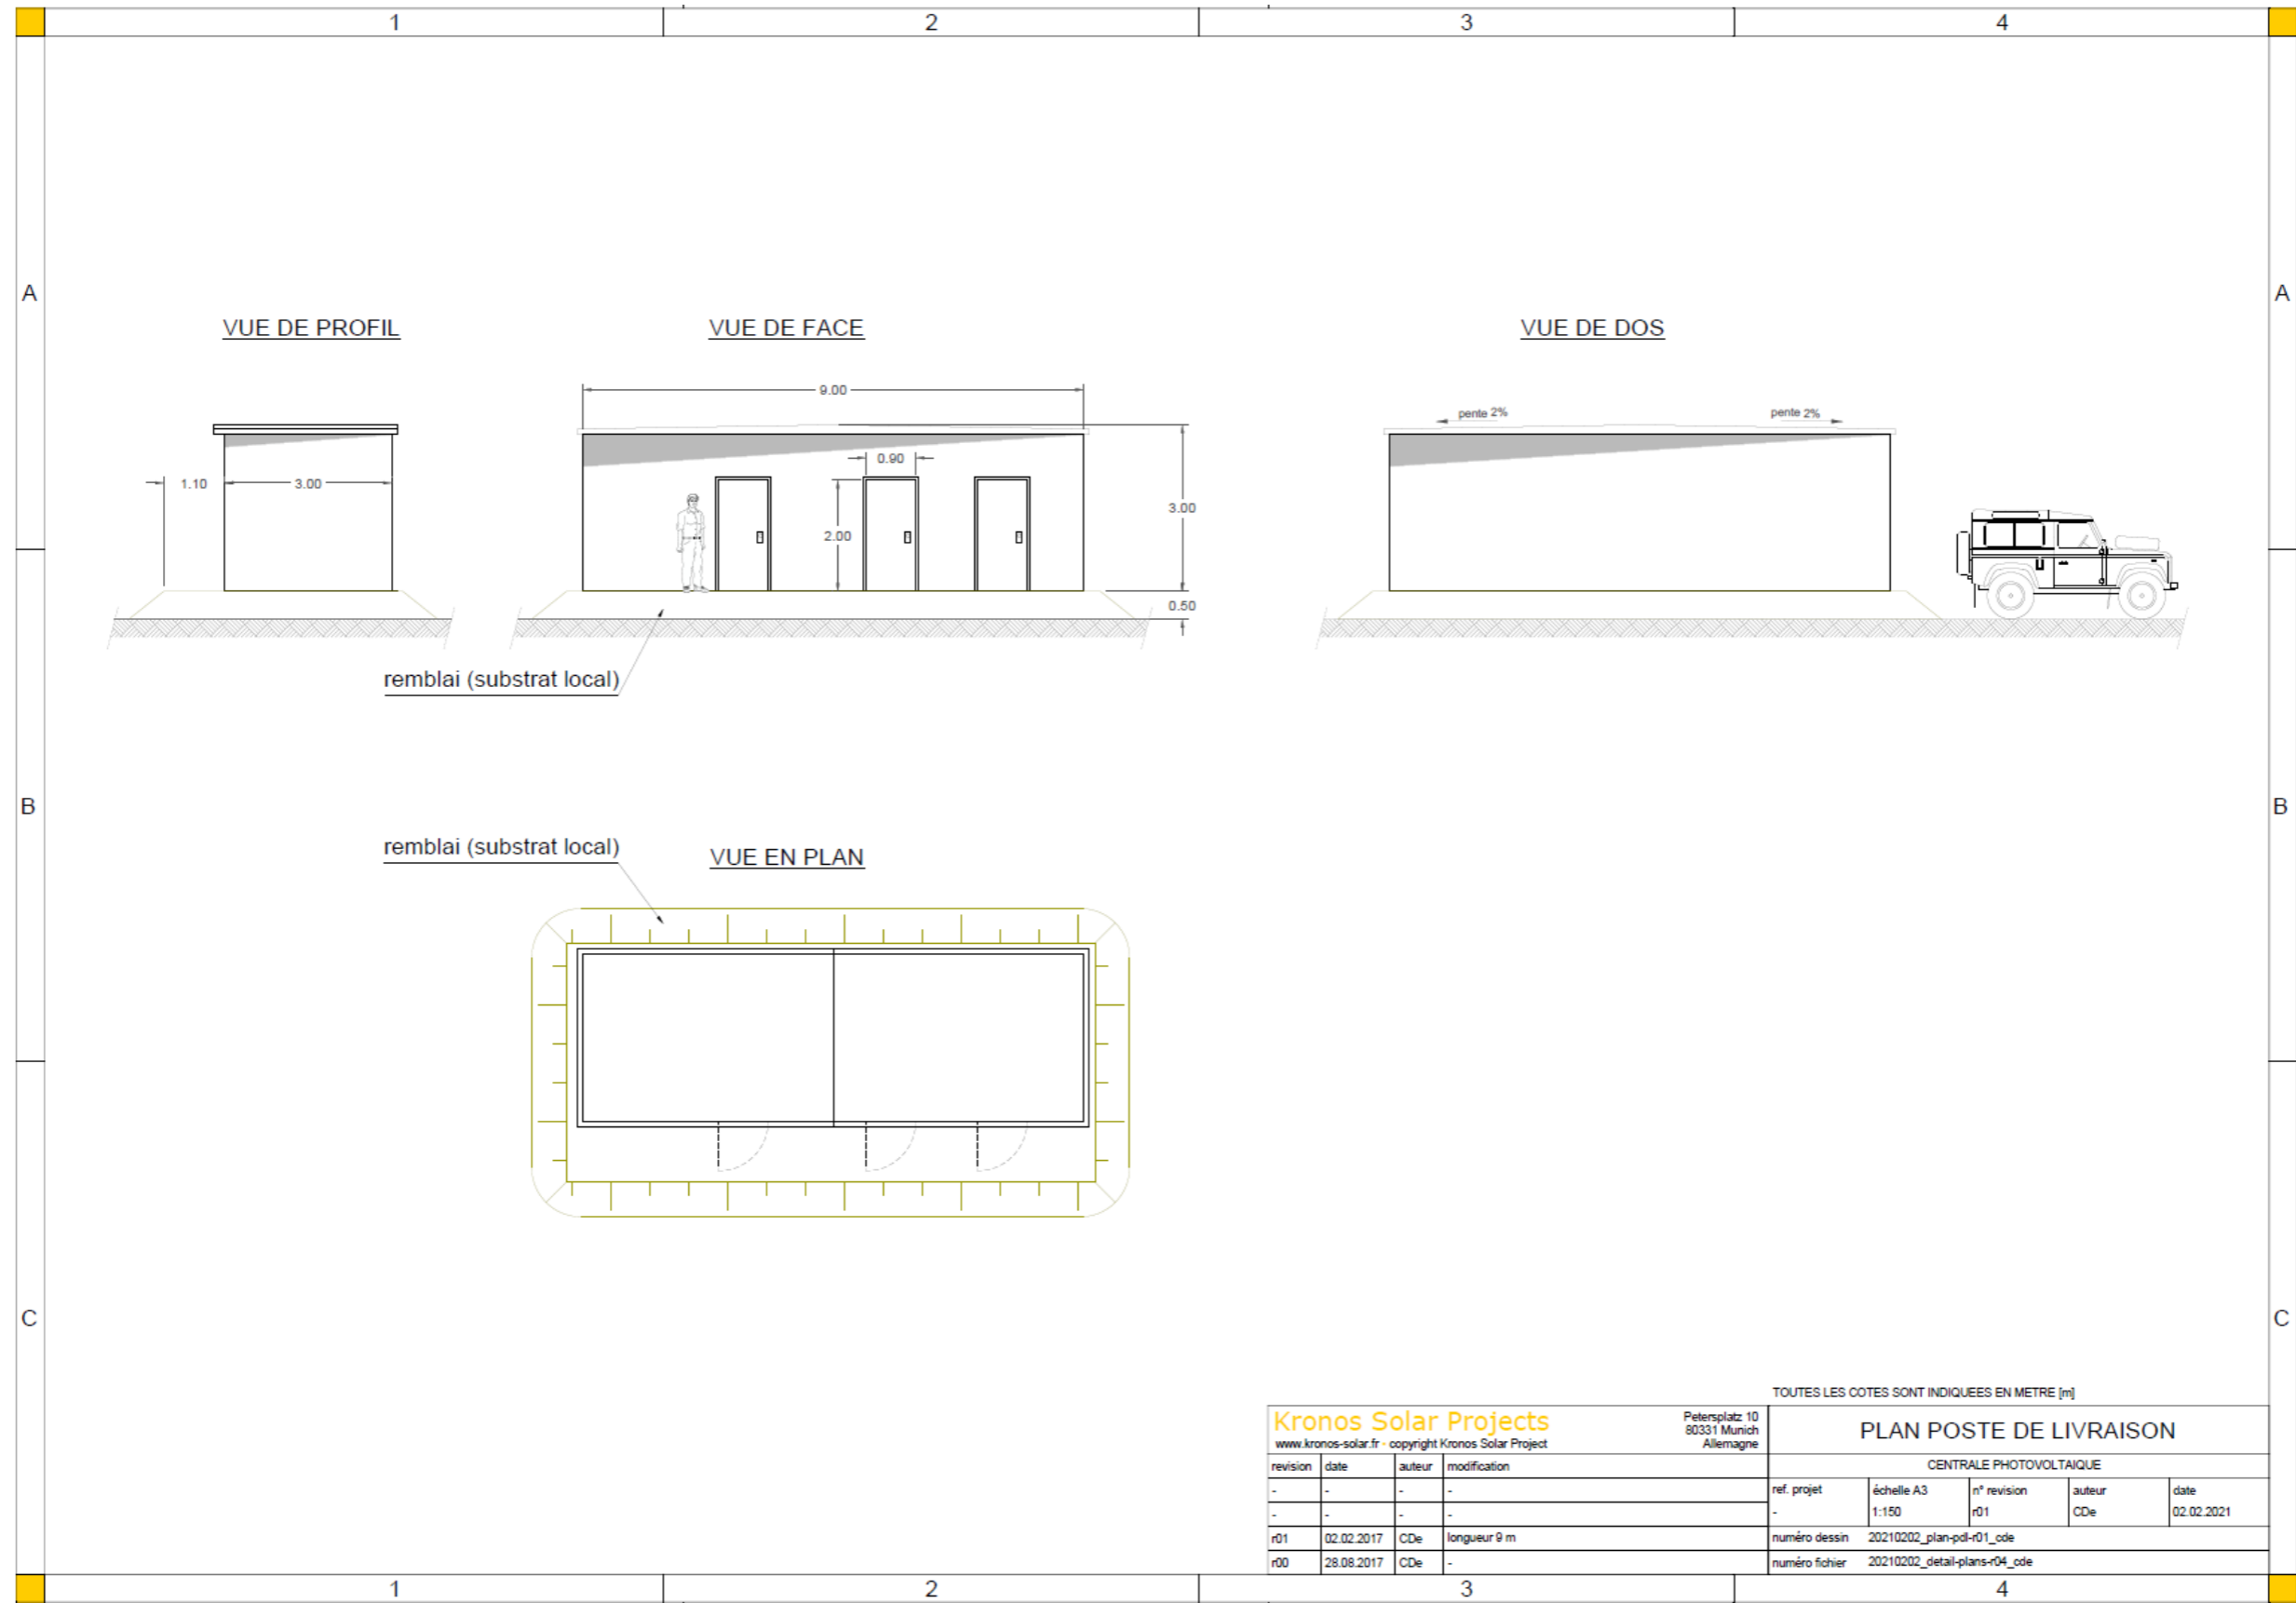 1 2 3 4
A A
VUE DE PROFIL VUE DE FACE VUE DE DOS
9.00
pente 2% pente 2%
0.90
1.10 3.00
3.00
2.00
0.50
remblai (substrat local)
B B
remblai (substrat local)
VUE EN PLAN
C C
TOUTES LES COTES SONT INDIQUEES EN METRE [m]
Kronos Solar Projects
www.kronos-solar.fr - copyright Kronos Solar Project
Petersplatz 10
80331 Munich
Allemagne
revision date auteur modification
- - - -
- - - -
r01 02.02.2017 CDe longueur 9 m
r00 28.08.2017 CDe -
PLAN POSTE DE LIVRAISON
CENTRALE PHOTOVOLTAIQUE
ref. projet échelle A3 n° revision auteur date
- 1:150 r01 CDe 02.02.2021
numéro dessin 20210202_plan-pdl-r01_cde
numéro fichier 20210202_detail-plans-r04_cde
1 2 3 4